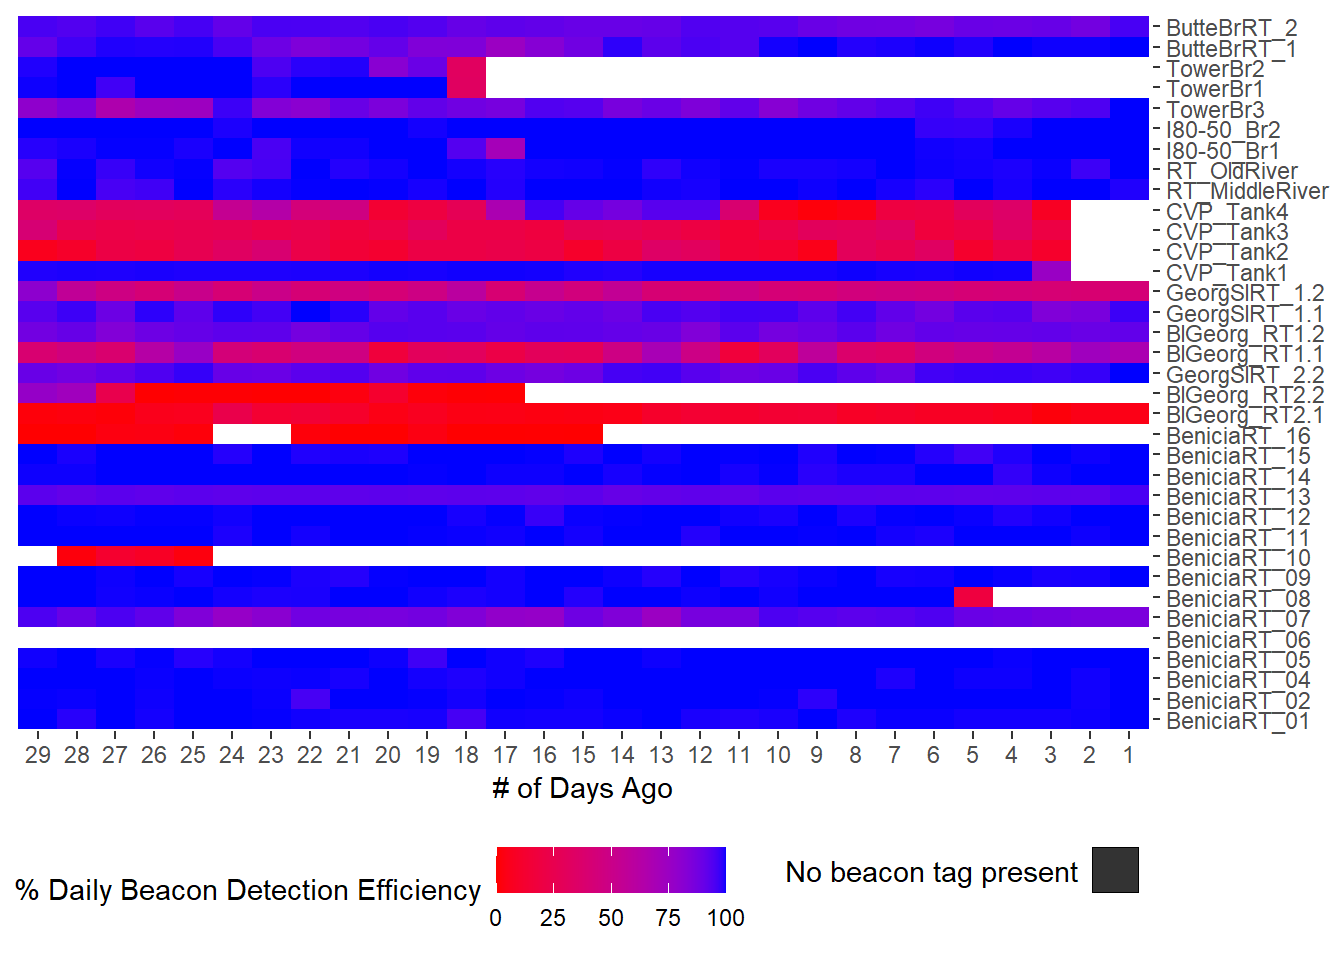 ButteBrRT_2
ButteBrRT_1
TowerBr2
TowerBr1
TowerBr3
I80-50_Br2
I80-50_Br1
RT_OldRiver
RT_MiddleRiver
CVP_Tank4
CVP_Tank3
CVP_Tank2
CVP_Tank1
GeorgSlRT_1.2
GeorgSlRT_1.1
BlGeorg_RT1.2
BlGeorg_RT1.1
GeorgSlRT_2.2
BlGeorg_RT2.2
BlGeorg_RT2.1
BeniciaRT_16
BeniciaRT_15
BeniciaRT_14
BeniciaRT_13
BeniciaRT_12
BeniciaRT_11
BeniciaRT_10
BeniciaRT_09
BeniciaRT_08
BeniciaRT_07
BeniciaRT_06
BeniciaRT_05
BeniciaRT_04
BeniciaRT_02
BeniciaRT_01
29 28 27 26 25 24 23 22 21 20 19 18 17 16 15 14 13 12 11 10 9 8 7 6 5 4 3 2 1
# of Days Ago
% Daily Beacon Detection Efficiency
0 25 50 75 100
No beacon tag present